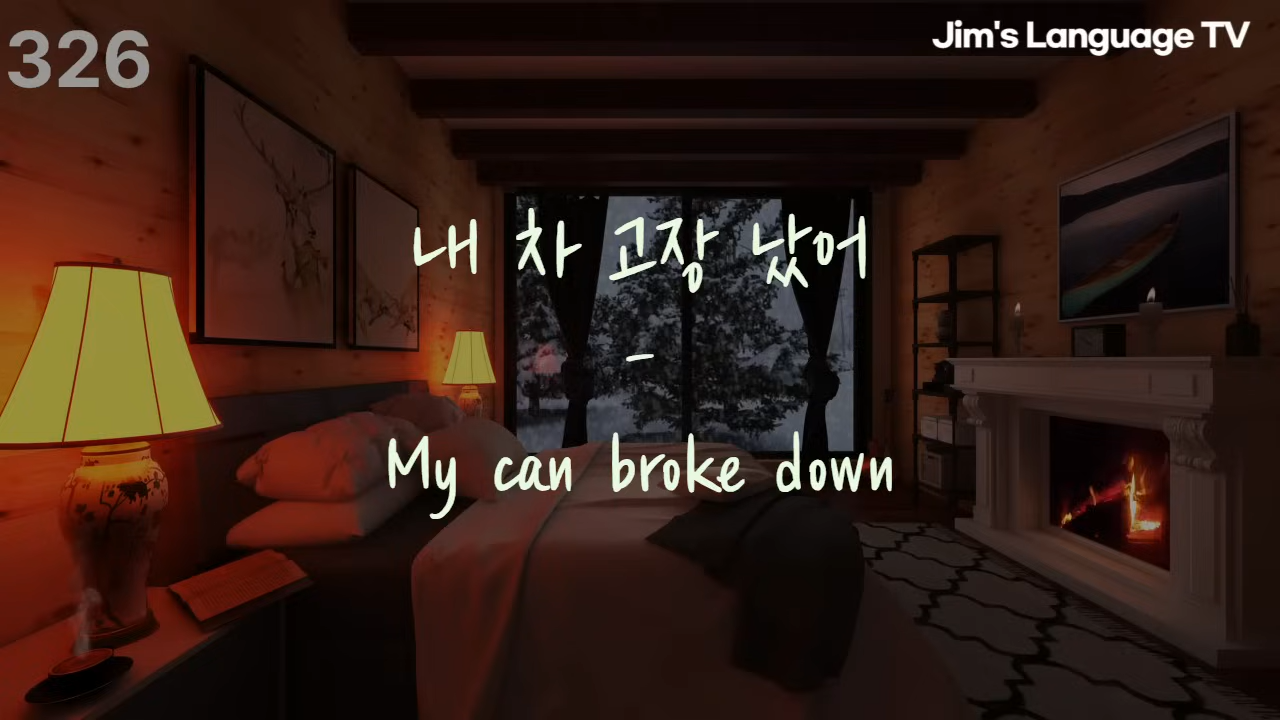 326
Jim's Language TV
내 차 고장 났어
-
My can broke down